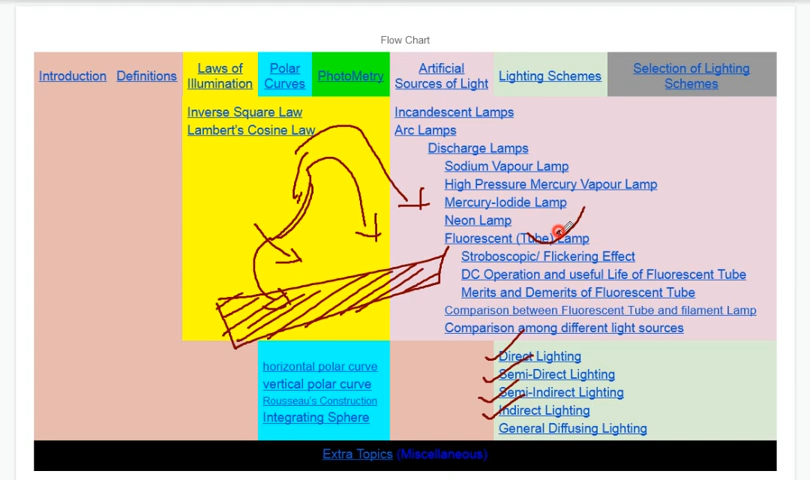 Flow Chart
Introduction
Definitions
Laws of
Illumination
Polar
Curves
PhotoMetry
Artificial
Sources of Light
Lighting Schemes
Selection of Lighting
Schemes
Inverse Square Law
Lambert's Cosine Law
Incandescent Lamps
Arc Lamps
Discharge Lamps
Sodium Vapour Lamp
High Pressure Mercury Vapour Lamp
Mercury-Iodide Lamp
Neon Lamp
Fluorescent (Tube) Lamp
Stroboscopic/ Flickering Effect
DC Operation and useful Life of Fluorescent Tube
Merits and Demerits of Fluorescent Tube
Comparison between Fluorescent Tube and filament Lamp
Comparison among different light sources
horizontal polar curve
vertical polar curve
Rousseau's Construction
Integrating Sphere
Direct Lighting
Semi-Direct Lighting
Semi-Indirect Lighting
Indirect Lighting
General Diffusing Lighting
Extra Topics (Miscellaneous)